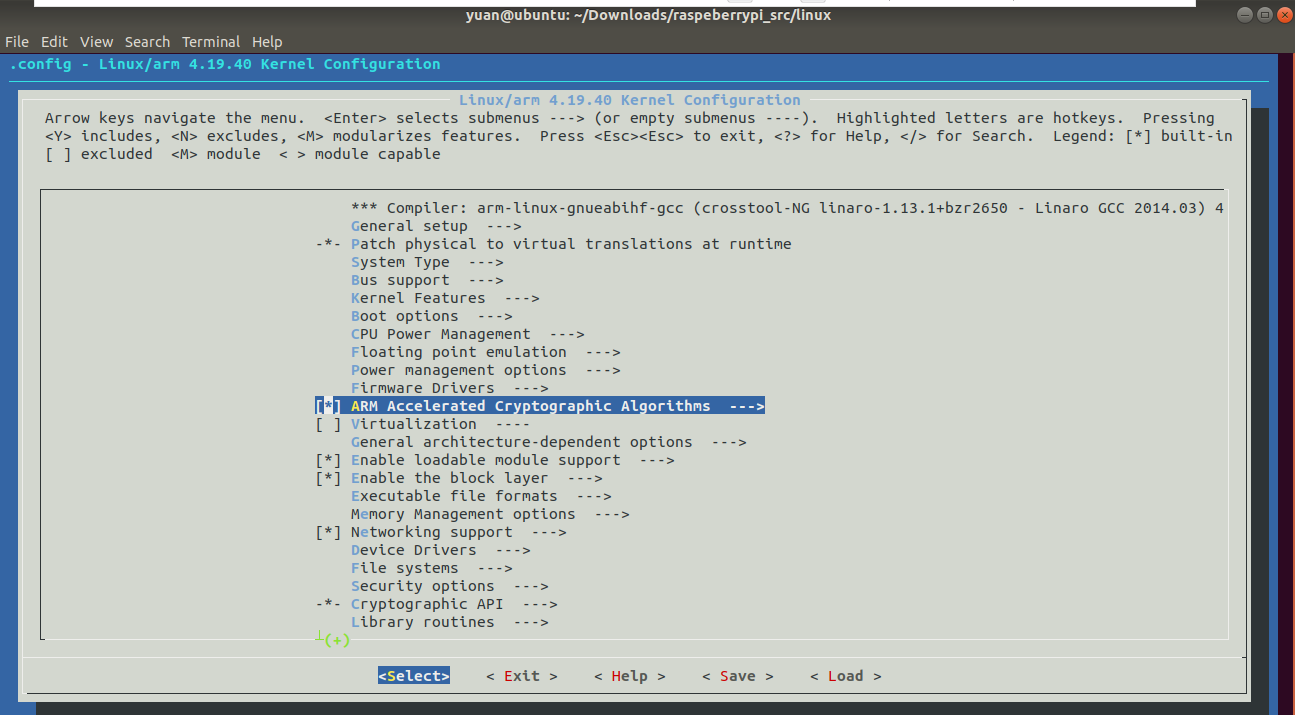 yuan@ubuntu: ~/Downloads/raspeberrypi_src/linux
File Edit View Search Terminal Help
.config - Linux/arm 4.19.40 Kernel Configuration
Linux/arm 4.19.40 Kernel Configuration
Arrow keys navigate the menu.  <Enter> selects submenus ---> (or empty submenus ----).  Highlighted letters are hotkeys.  Pressing
<Y> includes, <N> excludes, <M> modularizes features.  Press <Esc><Esc> to exit, <?> for Help, </> for Search.  Legend: [*] built-in
[ ] excluded  <M> module  < > module capable
*** Compiler: arm-linux-gnueabihf-gcc (crosstool-NG linaro-1.13.1+bzr2650 - Linaro GCC 2014.03) 4
General setup  --->
-*- Patch physical to virtual translations at runtime
System Type  --->
Bus support  --->
Kernel Features  --->
Boot options  --->
CPU Power Management  --->
Floating point emulation  --->
Power management options  --->
Firmware Drivers  --->
[*] ARM Accelerated Cryptographic Algorithms  --->
[ ] Virtualization  ----
General architecture-dependent options  --->
[*] Enable loadable module support  --->
[*] Enable the block layer  --->
Executable file formats  --->
Memory Management options  --->
[*] Networking support  --->
Device Drivers  --->
File systems  --->
Security options  --->
-*- Cryptographic API  --->
Library routines  --->
(+)
<Select>    < Exit >    < Help >    < Save >    < Load >